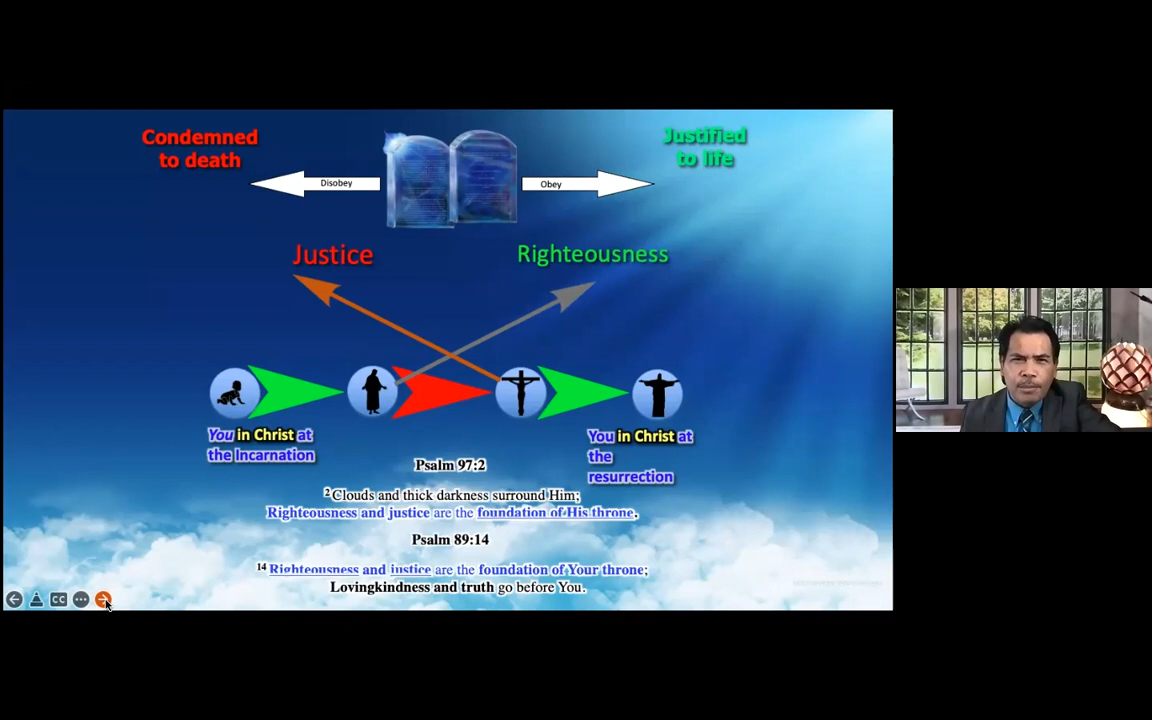 Condemned
to death
Justified
to life
Disobey
Obey
Justice
Righteousness
You in Christ at
the Incarnation
You in Christ at
the
resurrection
Psalm 97:2
2 Clouds and thick darkness surround Him;
Righteousness and justice are the foundation of His throne.
Psalm 89:14
14 Righteousness and justice are the foundation of Your throne;
Lovingkindness and truth go before You.
CC